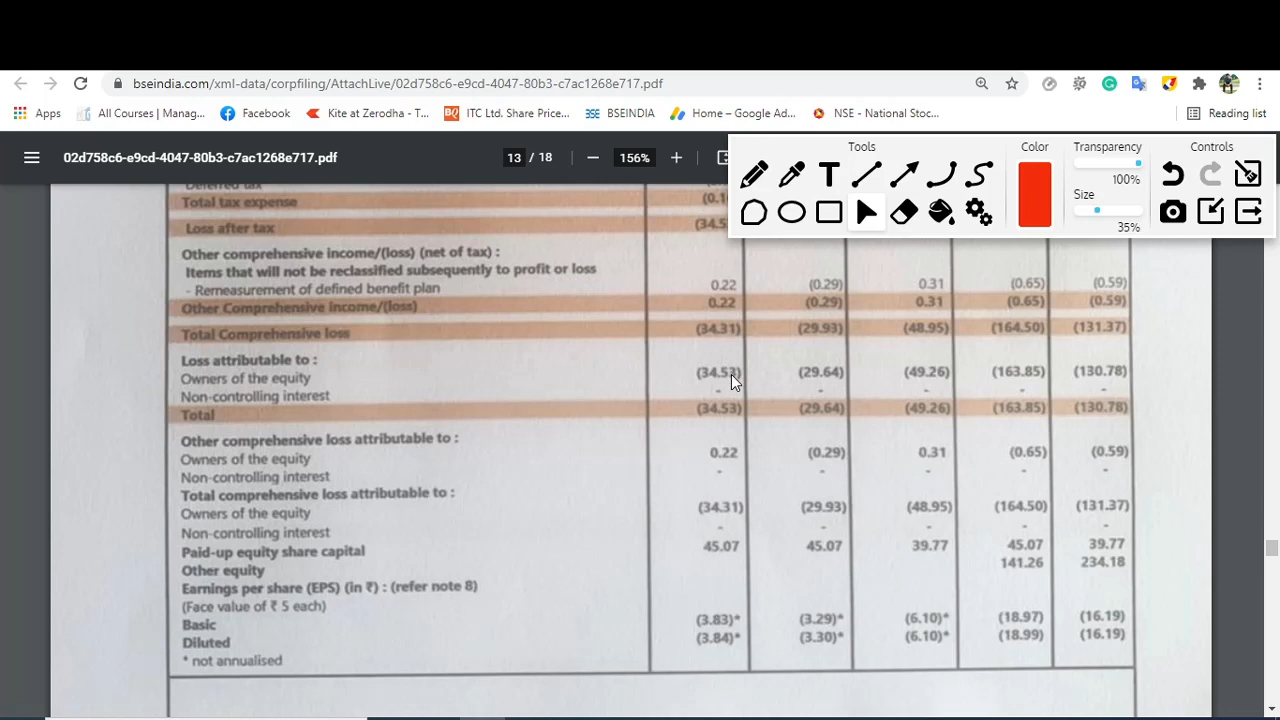 bseindia.com/xml-data/corpfiling/AttachLive/02d758c6-e9cd-4047-80b3-c7ac1268e717.pdf
Apps All Courses | Manag... Facebook Kite at Zerodha - T... BQ ITC Ltd. Share Price... BSE BSEINDIA Home – Google Ad... NSE - National Stoc... Reading list
02d758c6-e9cd-4047-80b3-c7ac1268e717.pdf 13 / 18 — 156% +
Tools Color Transparency Controls
100%
Size
35%
Deferred tax
Total tax expense (0.1
Loss after tax (34.5
Other comprehensive income/(loss) (net of tax) :
Items that will not be reclassified subsequently to profit or loss
- Remeasurement of defined benefit plan 0.22 (0.29) 0.31 (0.65) (0.59)
Other Comprehensive income/(loss) 0.22 (0.29) 0.31 (0.65) (0.59)
Total Comprehensive loss (34.31) (29.93) (48.95) (164.50) (131.37)
Loss attributable to :
Owners of the equity (34.53) (29.64) (49.26) (163.85) (130.78)
Non-controlling interest - - - - -
Total (34.53) (29.64) (49.26) (163.85) (130.78)
Other comprehensive loss attributable to :
Owners of the equity 0.22 (0.29) 0.31 (0.65) (0.59)
Non-controlling interest - - - - -
Total comprehensive loss attributable to :
Owners of the equity (34.31) (29.93) (48.95) (164.50) (131.37)
Non-controlling interest - - - - -
Paid-up equity share capital 45.07 45.07 39.77 45.07 39.77
Other equity 141.26 234.18
Earnings per share (EPS) (in ₹) : (refer note 8)
(Face value of ₹ 5 each)
Basic (3.83)* (3.29)* (6.10)* (18.97) (16.19)
Diluted (3.84)* (3.30)* (6.10)* (18.99) (16.19)
* not annualised